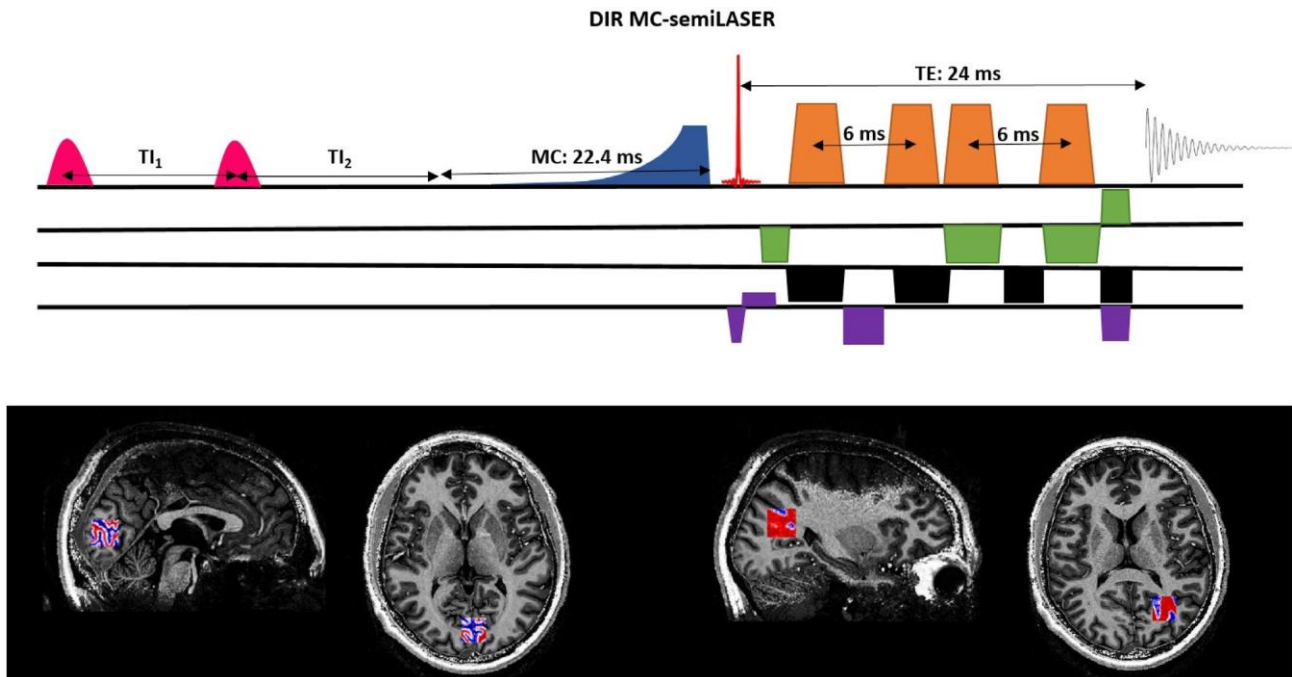 DIR MC-semiLASER
TE: 24 ms
6 ms
6 ms
TI₁
TI₂
MC: 22.4 ms